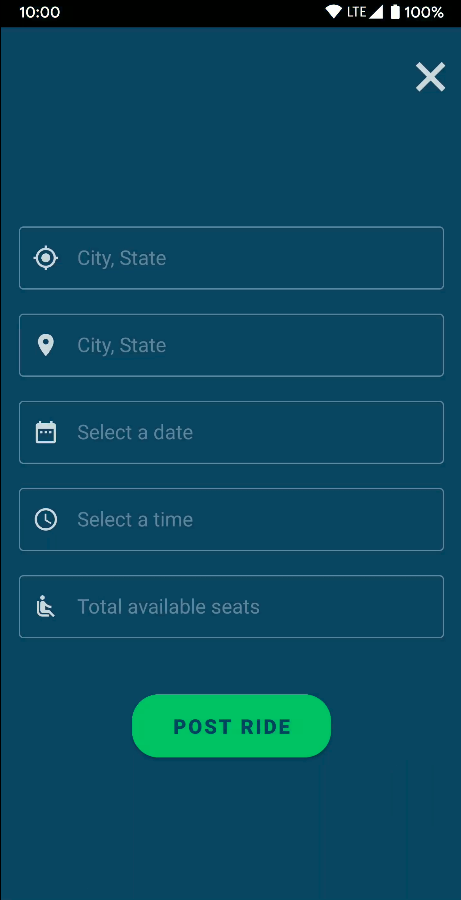 10:00 LTE 100%
City, State
City, State
Select a date
Select a time
Total available seats
POST RIDE